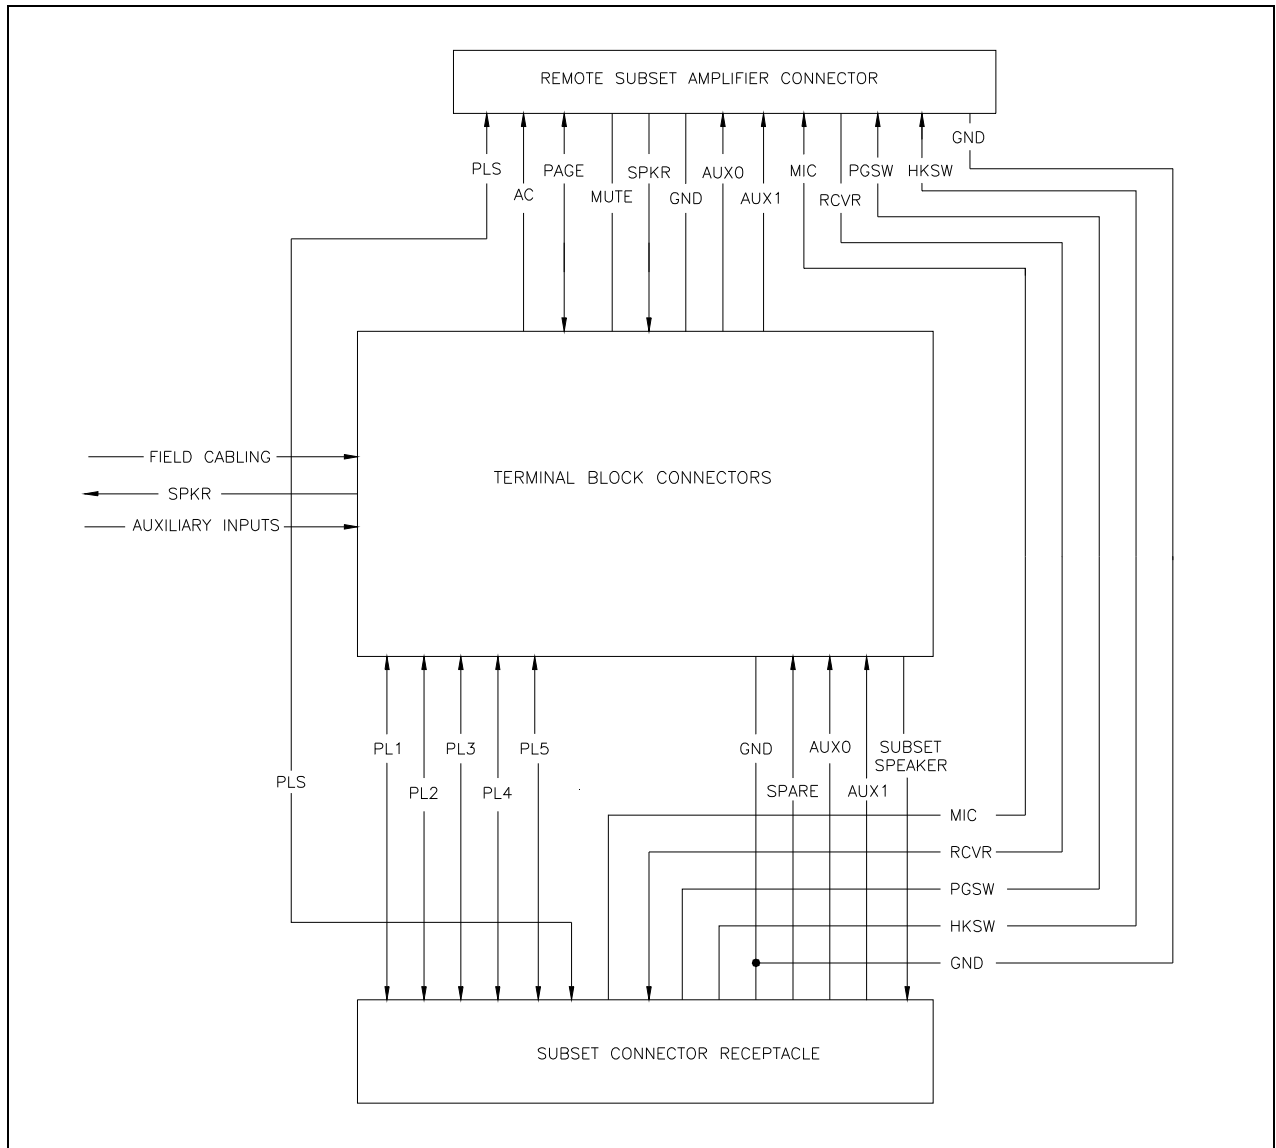 REMOTE SUBSET AMPLIFIER CONNECTOR
GND
PLS
PAGE
SPKR
AUX0
MIC
PGSW
HKSW
AC
MUTE
GND
AUX1
RCVR
FIELD CABLING
SPKR
AUXILIARY INPUTS
TERMINAL BLOCK CONNECTORS
PL1
PL3
PL5
GND
AUX0
SUBSET
SPEAKER
PLS
PL2
PL4
SPARE
AUX1
MIC
RCVR
PGSW
HKSW
GND
SUBSET CONNECTOR RECEPTACLE